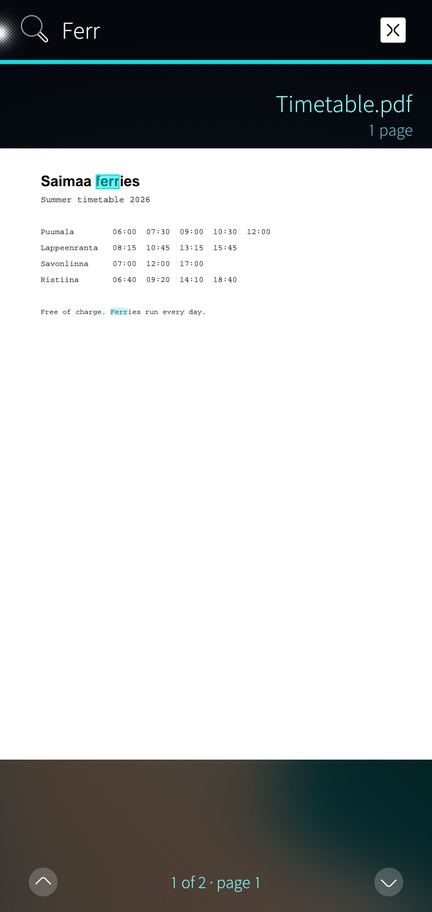 Ferr
Timetable.pdf
1 page
Saimaa ferries
Summer timetable 2026
Puumala 06:00 07:30 09:00 10:30 12:00
Lappeenranta 08:15 10:45 13:15 15:45
Savonlinna 07:00 12:00 17:00
Ristiina 06:40 09:20 14:10 18:40
Free of charge. Ferries run every day.
1 of 2 · page 1